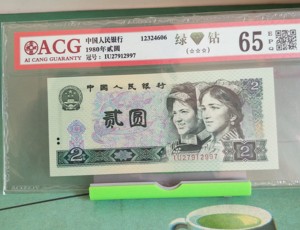 ACG
AI CANG GUARANTY
中国人民银行
1980年贰圆
冠号：IU27912997
12324606
绿 钻
65 EPQ
中国人民银行
贰圆
2
2
IU27912997